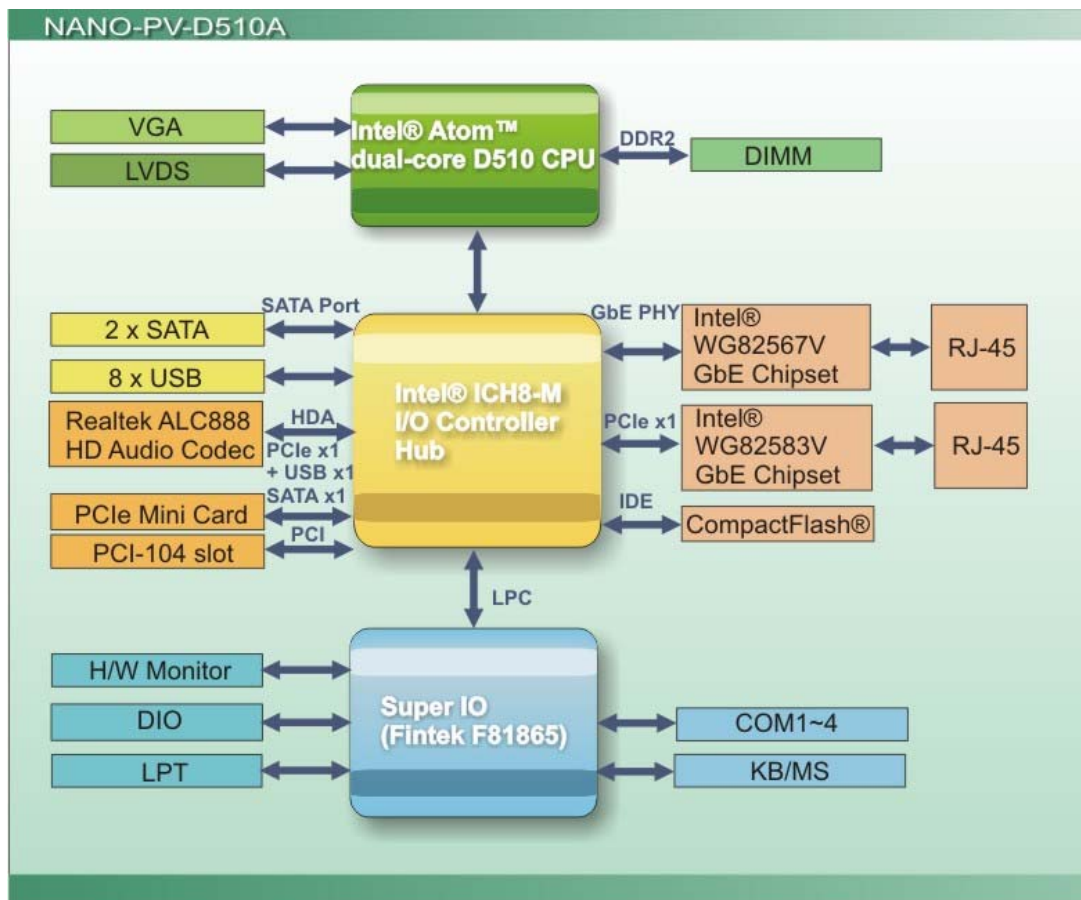 NANO-PV-D510A
VGA
LVDS
Intel® Atom™
dual-core D510 CPU
DDR2
DIMM
SATA Port
2 x SATA
8 x USB
Realtek ALC888
HD Audio Codec
HDA
PCIe x1
+ USB x1
SATA x1
PCIe Mini Card
PCI-104 slot
PCI
Intel® ICH8-M
I/O Controller
Hub
GbE PHY
Intel®
WG82567V
GbE Chipset
RJ-45
PCIe x1
Intel®
WG82583V
GbE Chipset
RJ-45
IDE
CompactFlash®
LPC
H/W Monitor
DIO
LPT
Super IO
(Fintek F81865)
COM1~4
KB/MS